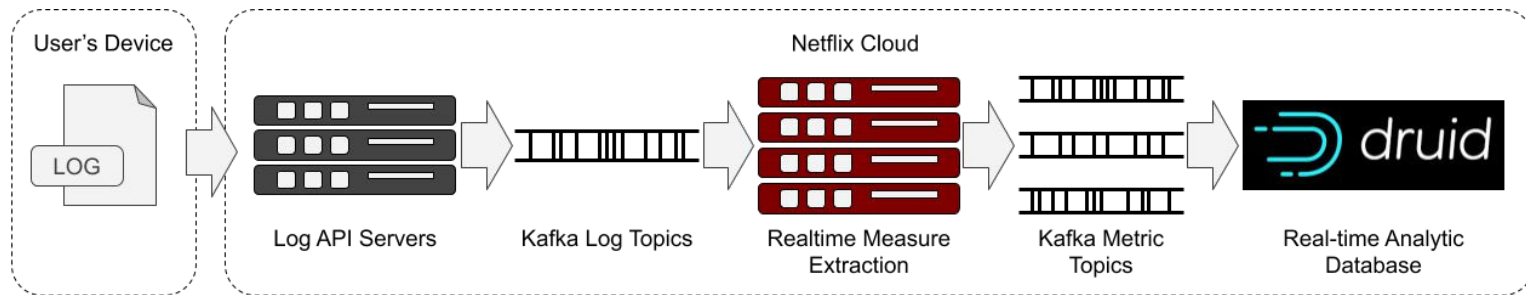 User's Device
Netflix Cloud
LOG
druid
Log API Servers
Kafka Log Topics
Realtime Measure
Extraction
Kafka Metric
Topics
Real-time Analytic
Database